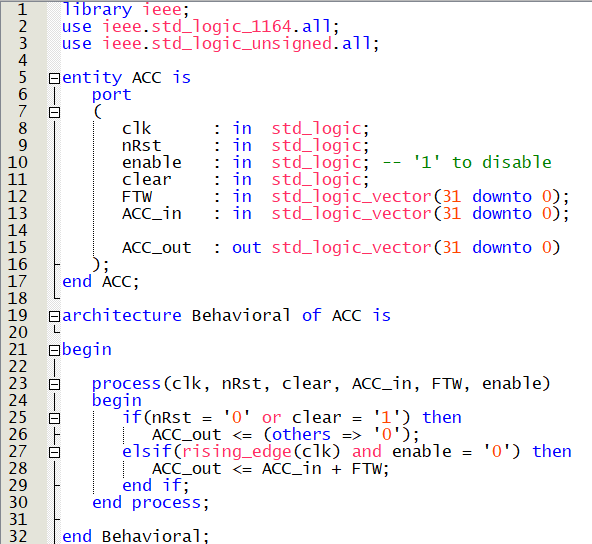 1 library ieee;
2 use ieee.std_logic_1164.all;
3 use ieee.std_logic_unsigned.all;
4
5 entity ACC is
6 port
7 (
8 clk : in std_logic;
9 nRst : in std_logic;
10 enable : in std_logic; -- '1' to disable
11 clear : in std_logic;
12 FTW : in std_logic_vector(31 downto 0);
13 ACC_in : in std_logic_vector(31 downto 0);
14
15 ACC_out : out std_logic_vector(31 downto 0)
16 );
17 end ACC;
18
19 architecture Behavioral of ACC is
20
21 begin
22
23 process(clk, nRst, clear, ACC_in, FTW, enable)
24 begin
25 if(nRst = '0' or clear = '1') then
26 ACC_out <= (others => '0');
27 elsif(rising_edge(clk) and enable = '0') then
28 ACC_out <= ACC_in + FTW;
29 end if;
30 end process;
31
32 end Behavioral;